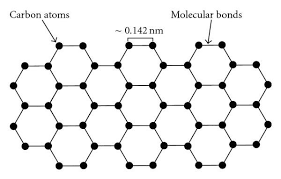 Carbon atoms
Molecular bonds
~ 0.142 nm